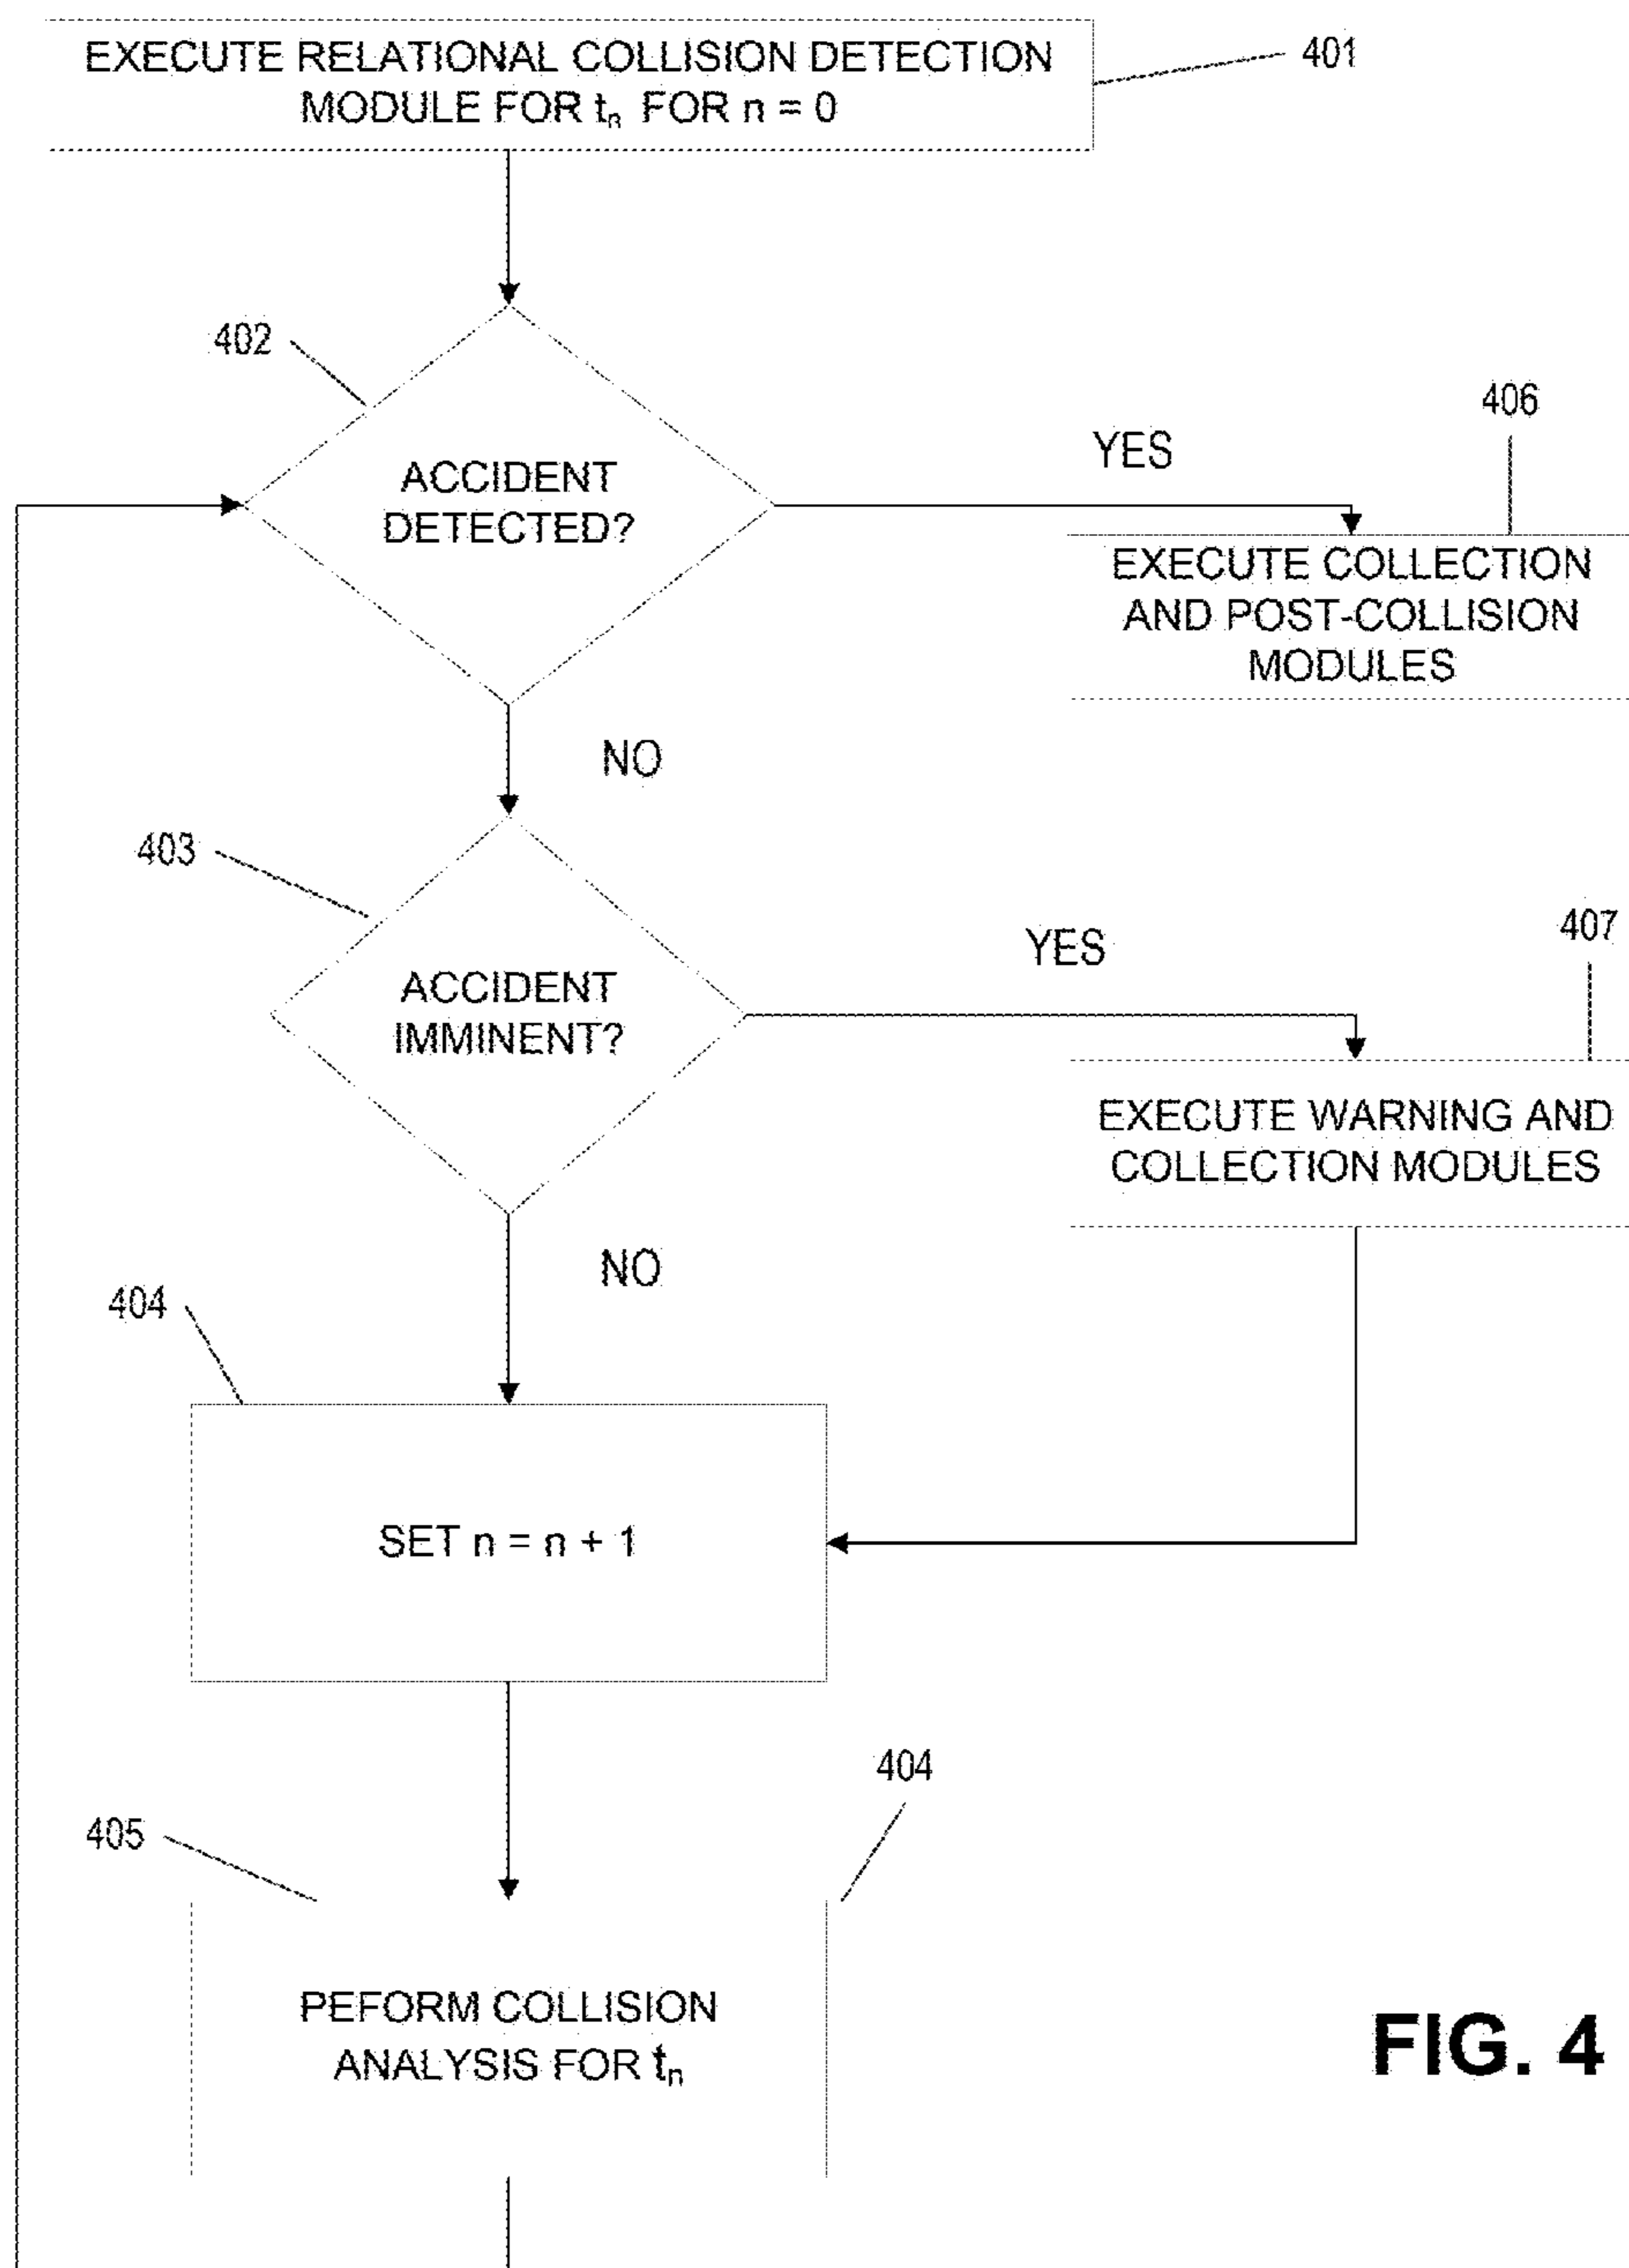 EXECUTE RELATIONAL COLLISION DETECTION
MODULE FOR tn FOR n = 0
401
402
ACCIDENT
DETECTED?
YES
406
EXECUTE COLLECTION
AND POST-COLLISION
MODULES
NO
403
ACCIDENT
IMMINENT?
YES
407
EXECUTE WARNING AND
COLLECTION MODULES
NO
404
SET n = n + 1
404
405
PEFORM COLLISION
ANALYSIS FOR tn
FIG. 4